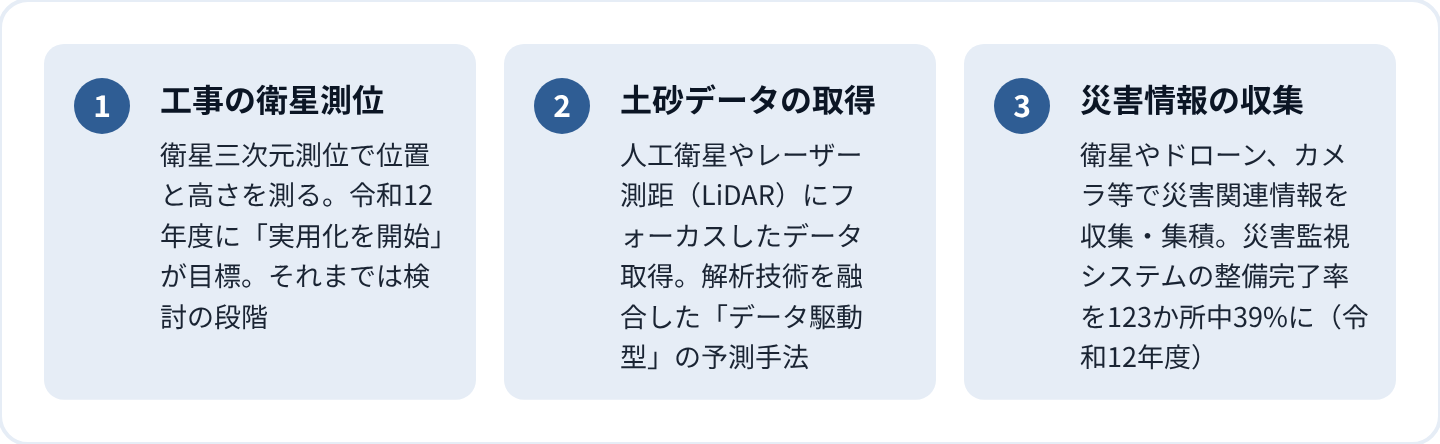 1
工事の衛星測位
衛星三次元測位で位置
と高さを測る。令和12
年度に「実用化を開始」
が目標。それまでは検
討の段階
2
土砂データの取得
人工衛星やレーザー
測距（LiDAR）にフ
ォーカスしたデータ
取得。解析技術を融
合した「データ駆動
型」の予測手法
3
災害情報の収集
衛星やドローン、カメ
ラ等で災害関連情報を
収集・集積。災害監視
システムの整備完了率
を123か所中39%に（令
和12年度）